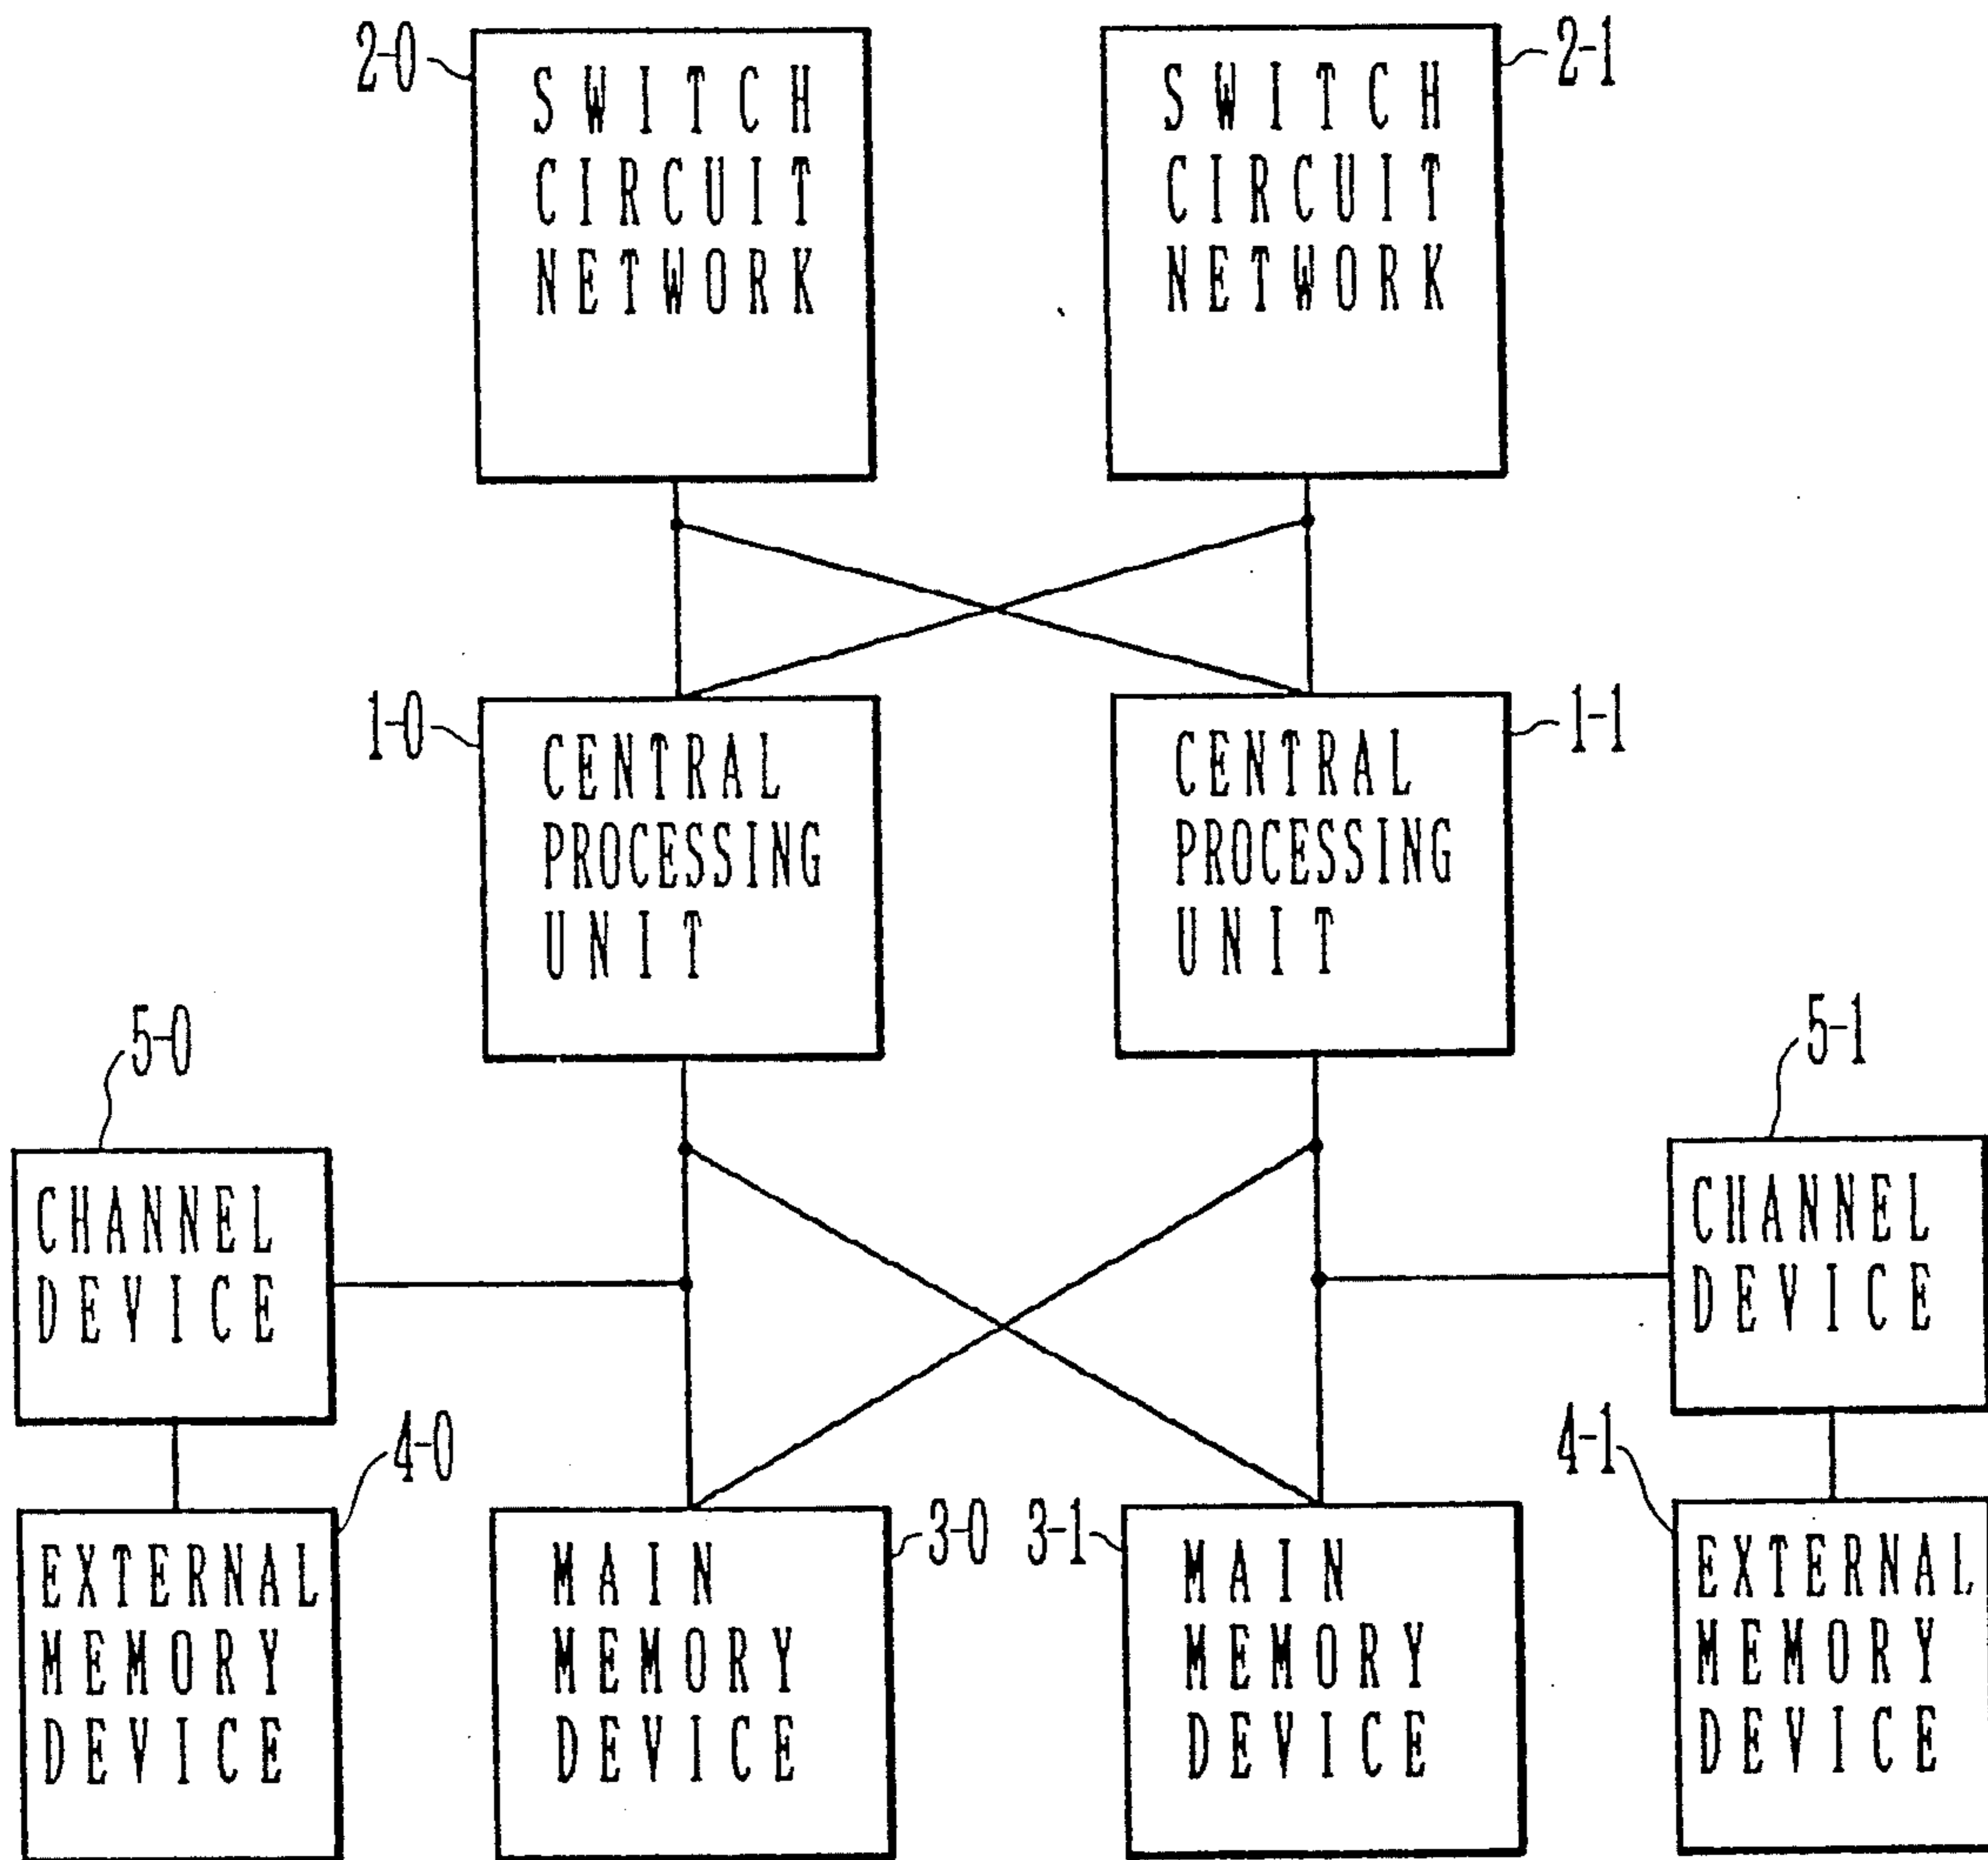 2-0
SWITCH
CIRCUIT
NETWORK
2-1
SWITCH
CIRCUIT
NETWORK
1-0
CENTRAL
PROCESSING
UNIT
1-1
CENTRAL
PROCESSING
UNIT
5-0
CHANNEL
DEVICE
5-1
CHANNEL
DEVICE
4-0
EXTERNAL
MEMORY
DEVICE
3-0
MAIN
MEMORY
DEVICE
3-1
MAIN
MEMORY
DEVICE
4-1
EXTERNAL
MEMORY
DEVICE